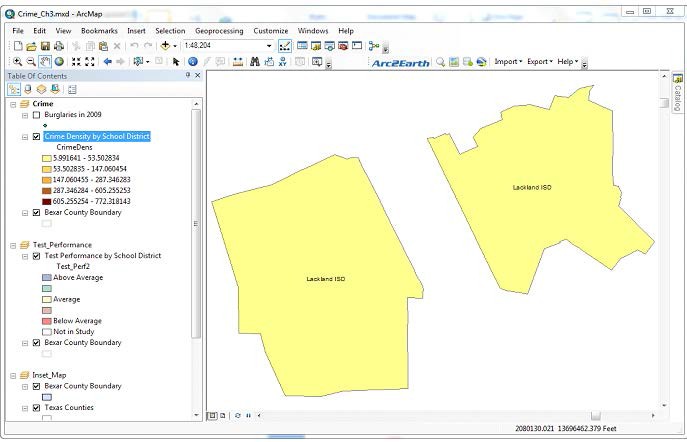 Crime_Ch3.mxd - ArcMap
File Edit View Bookmarks Insert Selection Geoprocessing Customize Windows Help
1:48,204
Arc2Earth Import Export Help
Table Of Contents
Catalog
Crime
Burglaries in 2009
Crime Density by School District
CrimeDens
5.991641 - 53.502834
53.502835 - 147.060454
147.060455 - 287.346283
287.346284 - 605.255253
605.255254 - 772.318143
Bexar County Boundary
Test_Performance
Test Performance by School District
Test_Perf2
Above Average
Average
Below Average
Not in Study
Bexar County Boundary
Inset_Map
Bexar County Boundary
Texas Counties
Lackland ISD
Lackland ISD
2080130.021 13696462.379 Feet